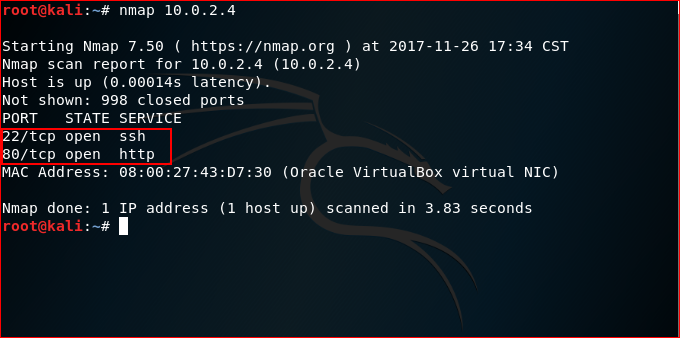 root@kali:~# nmap 10.0.2.4
Starting Nmap 7.50 ( https://nmap.org ) at 2017-11-26 17:34 CST
Nmap scan report for 10.0.2.4 (10.0.2.4)
Host is up (0.00014s latency).
Not shown: 998 closed ports
PORT   STATE SERVICE
22/tcp open  ssh
80/tcp open  http
MAC Address: 08:00:27:43:D7:30 (Oracle VirtualBox virtual NIC)
Nmap done: 1 IP address (1 host up) scanned in 3.83 seconds
root@kali:~#